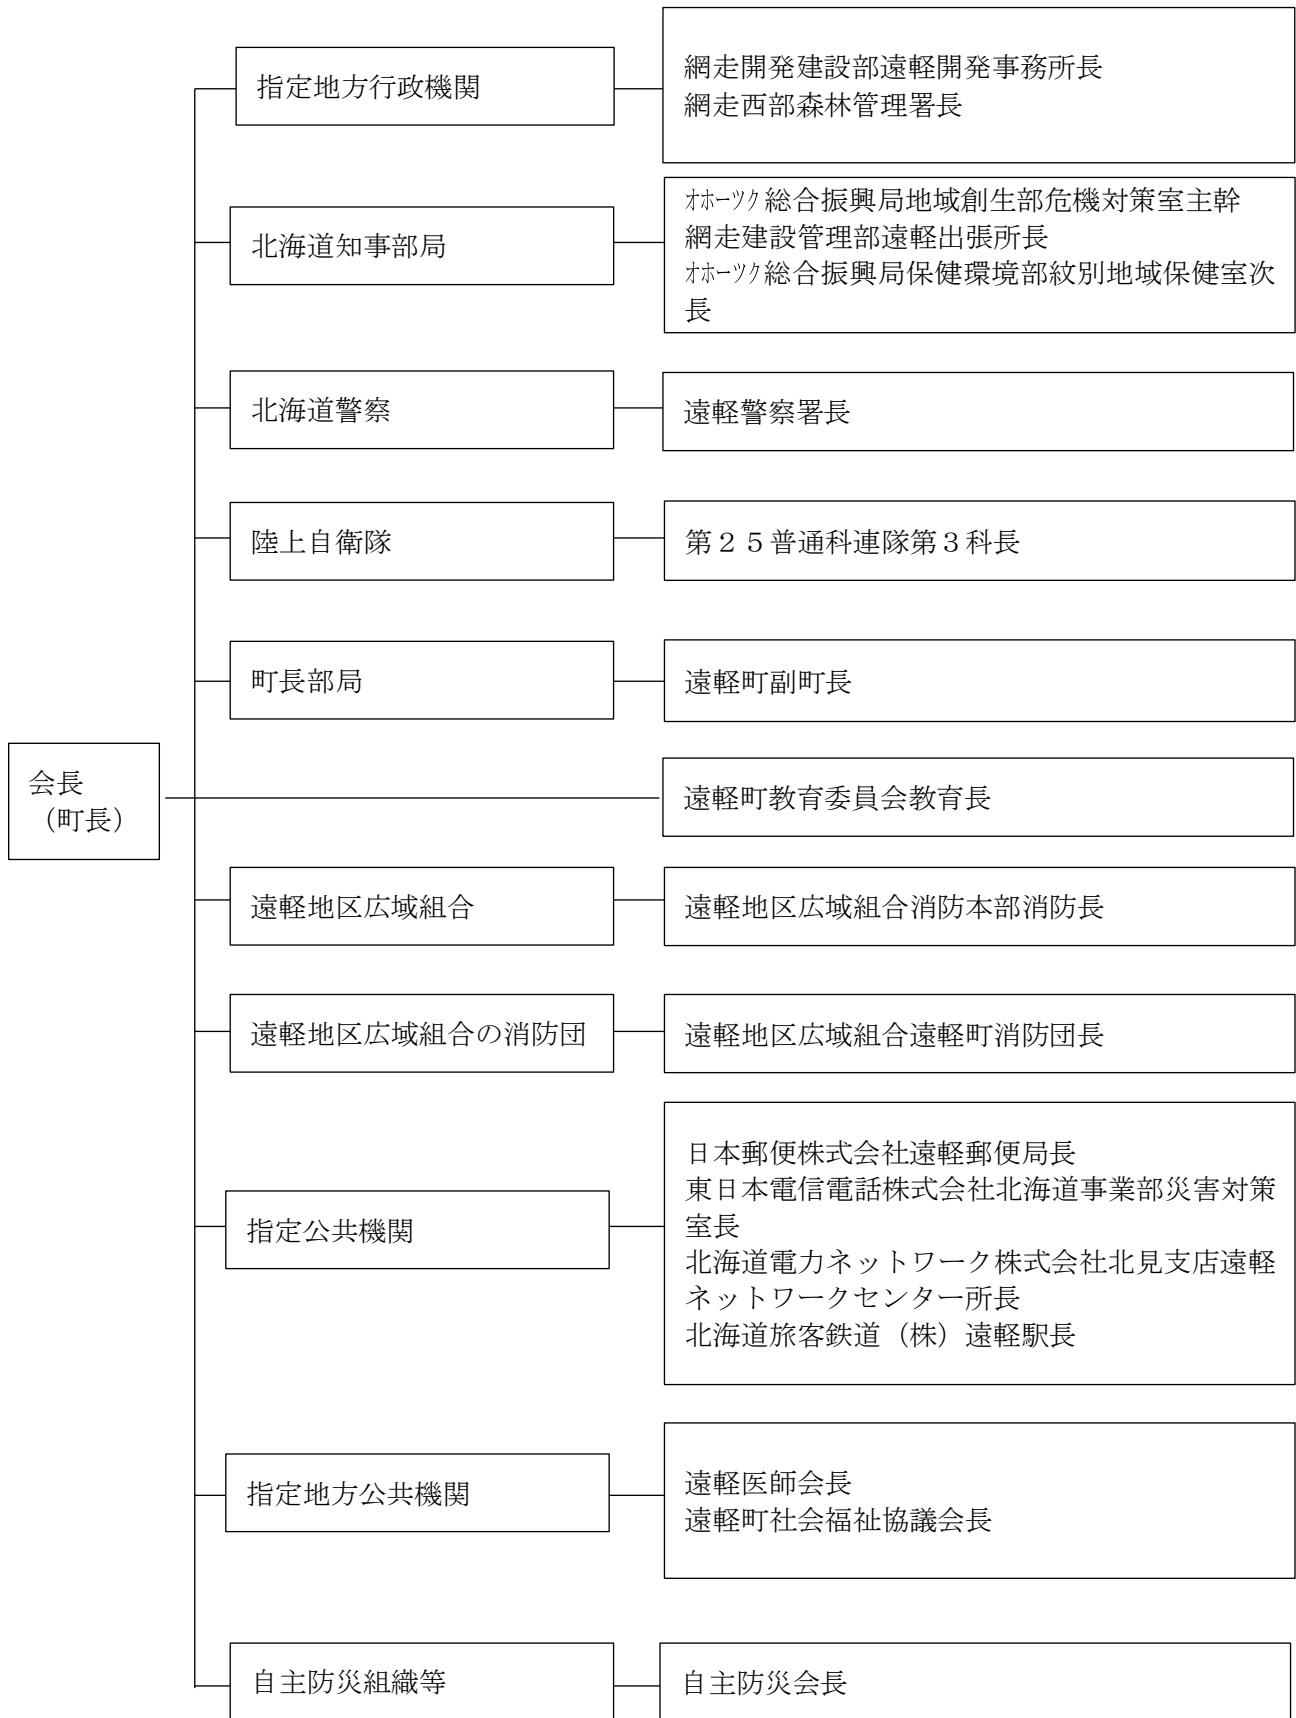 指定地方行政機関
網走開発建設部遠軽開発事務所長
網走西部森林管理署長
北海道知事部局
ｵﾎｰﾂｸ総合振興局地域創生部危機対策室主幹
網走建設管理部遠軽出張所長
ｵﾎｰﾂｸ総合振興局保健環境部紋別地域保健室次
長
北海道警察
遠軽警察署長
陸上自衛隊
第２５普通科連隊第３科長
町長部局
遠軽町副町長
会長
（町長）
遠軽町教育委員会教育長
遠軽地区広域組合
遠軽地区広域組合消防本部消防長
遠軽地区広域組合の消防団
遠軽地区広域組合遠軽町消防団長
指定公共機関
日本郵便株式会社遠軽郵便局長
東日本電信電話株式会社北海道事業部災害対策
室長
北海道電力ネットワーク株式会社北見支店遠軽
ネットワークセンター所長
北海道旅客鉄道（株）遠軽駅長
指定地方公共機関
遠軽医師会長
遠軽町社会福祉協議会長
自主防災組織等
自主防災会長